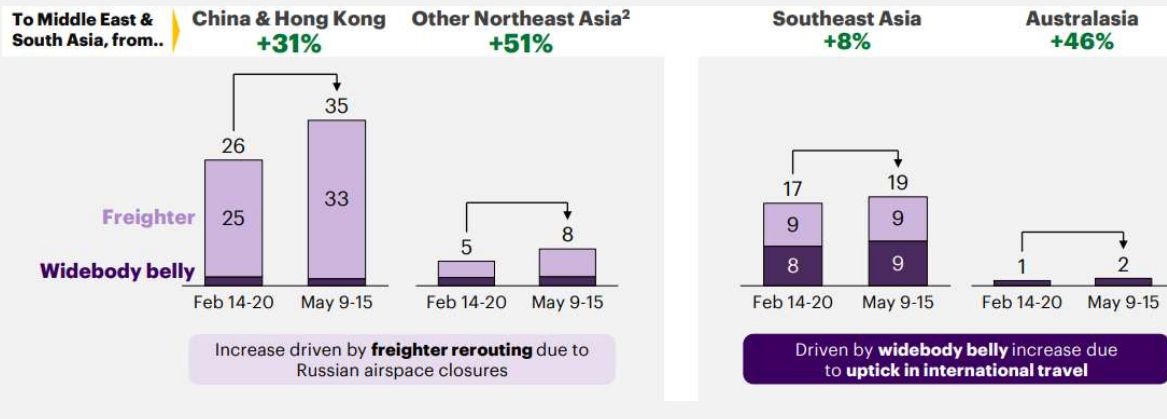 To Middle East &
South Asia, from..
China & Hong Kong
+31%
Other Northeast Asia2
+51%
Southeast Asia
+8%
Australasia
+46%
Freighter
Widebody belly
26
25
35
33
Feb 14-20
May 9-15
5
8
Feb 14-20
May 9-15
17
9
8
19
9
9
Feb 14-20
May 9-15
1
2
Feb 14-20
May 9-15
Increase driven by freighter rerouting due to
Russian airspace closures
Driven by widebody belly increase due
to uptick in international travel